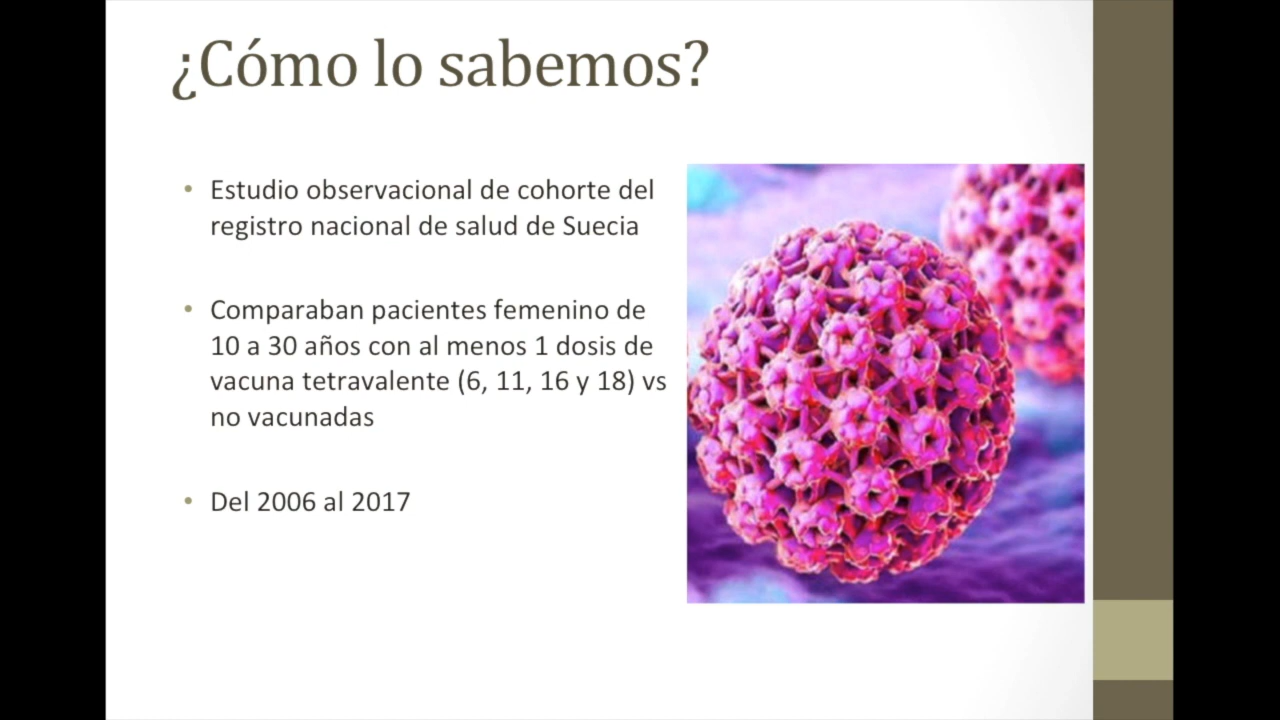 ¿Cómo lo sabemos?
• Estudio observacional de cohorte del
registro nacional de salud de Suecia
• Comparaban pacientes femenino de
10 a 30 años con al menos 1 dosis de
vacuna tetravalente (6, 11, 16 y 18) vs
no vacunadas
• Del 2006 al 2017